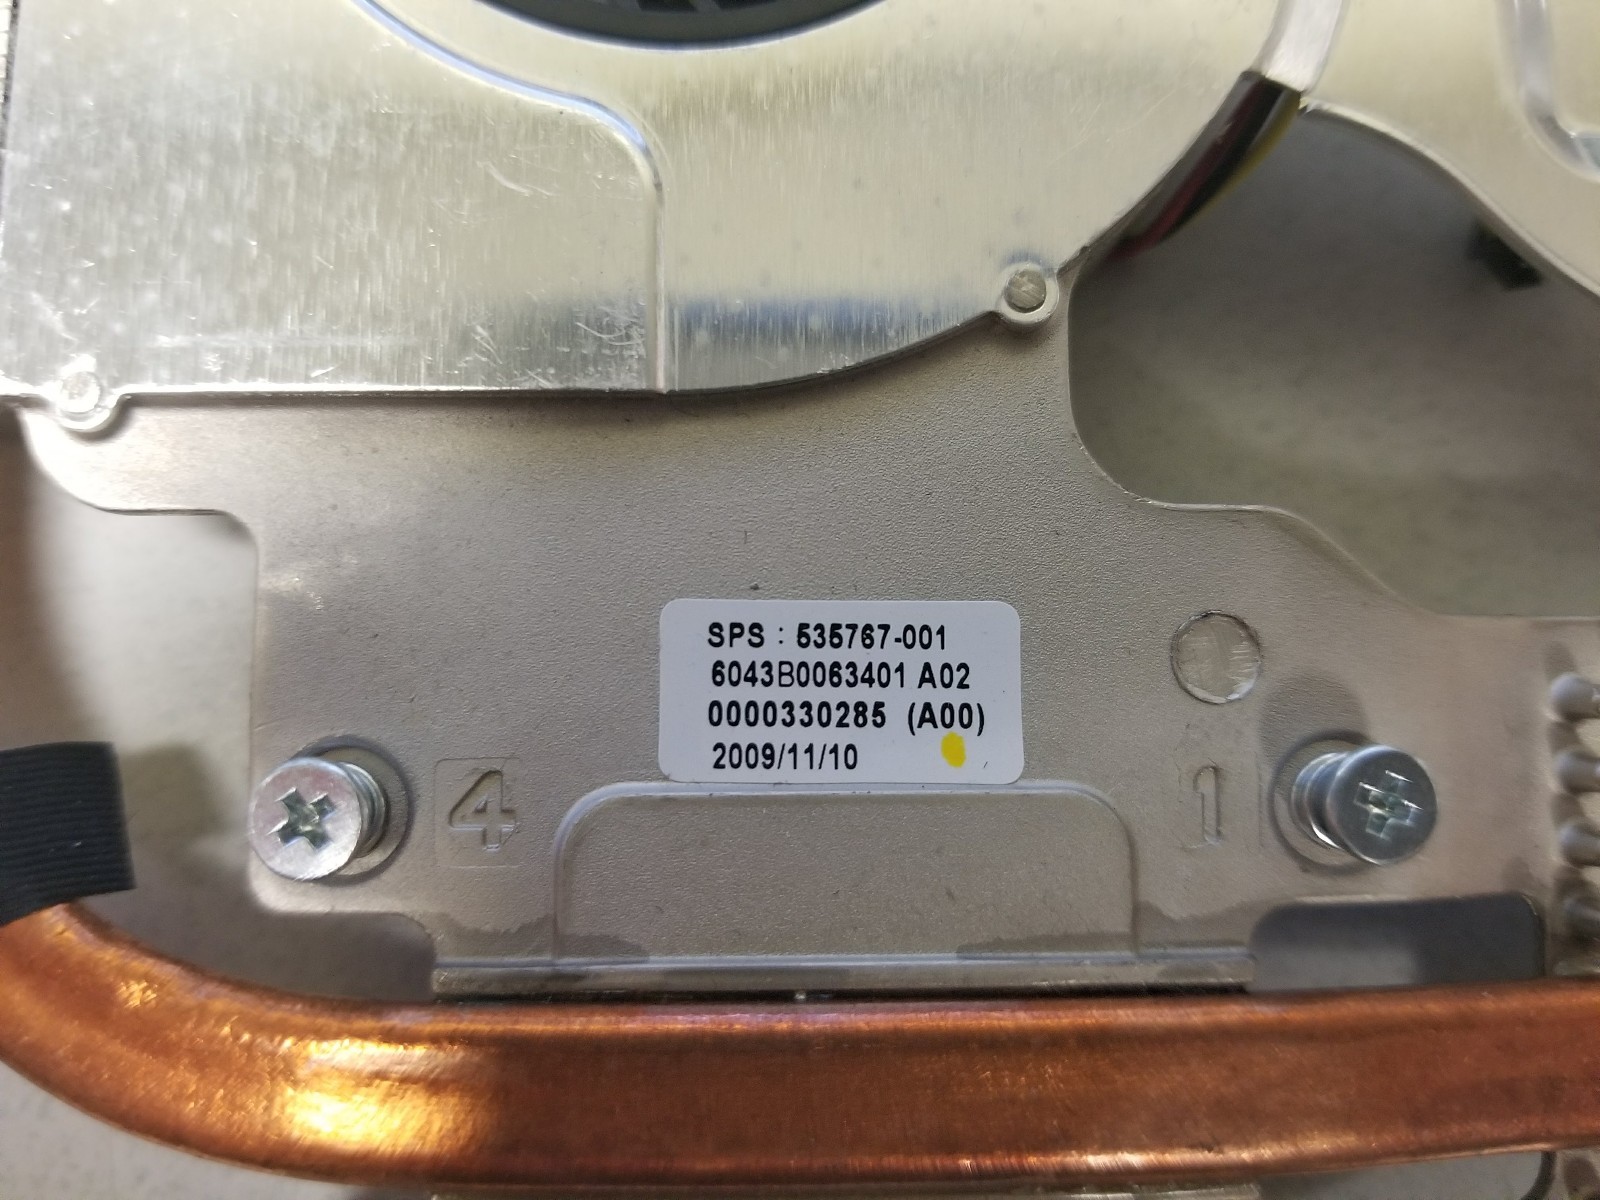 SPS : 535767-001
6043B0063401 A02
0000330285 (A00)
2009/11/10
4
1